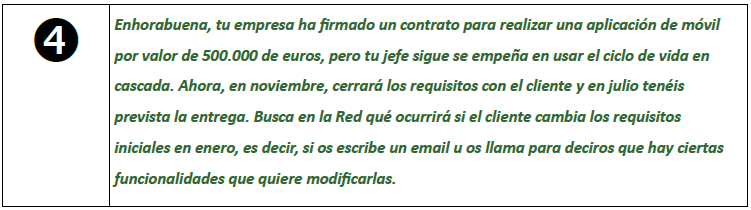 4
Enhorabuena, tu empresa ha firmado un contrato para realizar una aplicación de móvil
por valor de 500.000 de euros, pero tu jefe sigue se empeña en usar el ciclo de vida en
cascada. Ahora, en noviembre, cerrará los requisitos con el cliente y en julio tenéis
prevista la entrega. Busca en la Red qué ocurrirá si el cliente cambia los requisitos
iniciales en enero, es decir, si os escribe un email u os llama para deciros que hay ciertas
funcionalidades que quiere modificarlas.